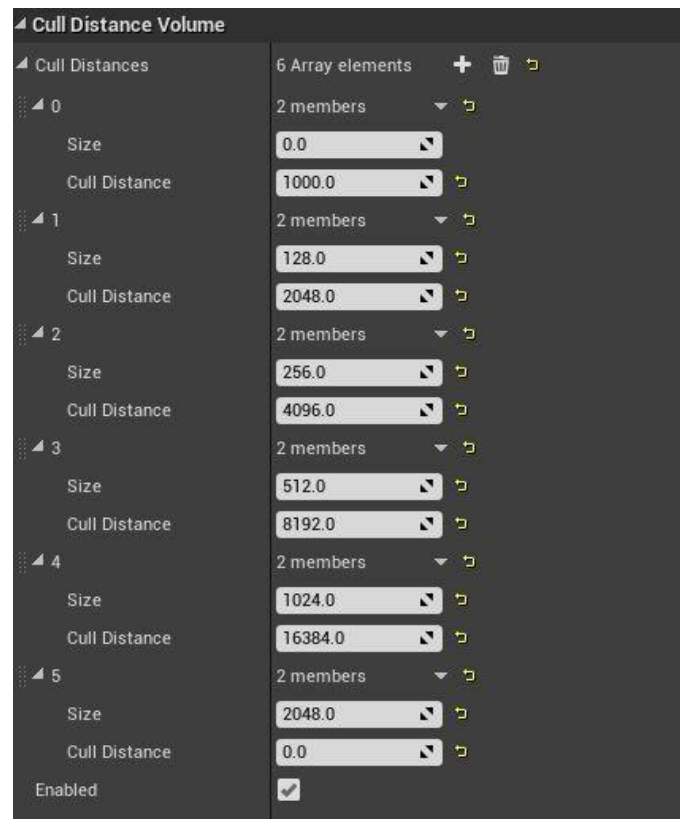 Cull Distance Volume
Cull Distances 6 Array elements
0 2 members
Size 0.0
Cull Distance 1000.0
1 2 members
Size 128.0
Cull Distance 2048.0
2 2 members
Size 256.0
Cull Distance 4096.0
3 2 members
Size 512.0
Cull Distance 8192.0
4 2 members
Size 1024.0
Cull Distance 16384.0
5 2 members
Size 2048.0
Cull Distance 0.0
Enabled